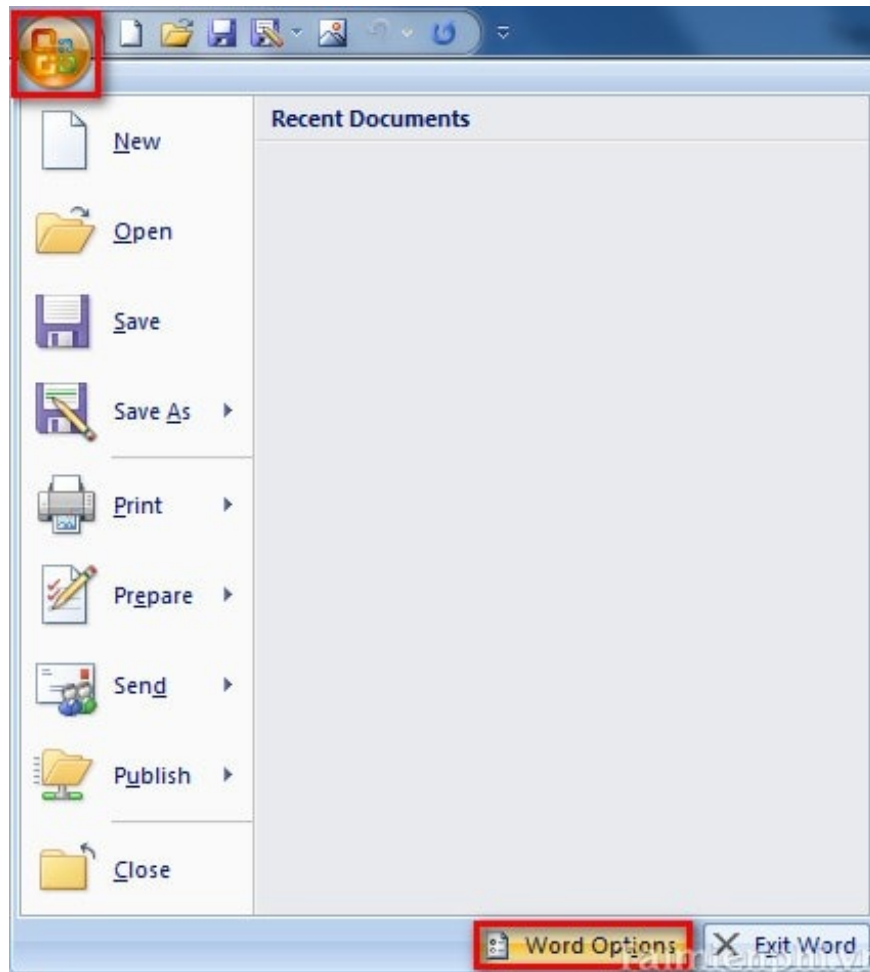 Recent Documents
New
Open
Save
Save As
Print
Prepare
Send
Publish
Close
Word Options
Exit Word